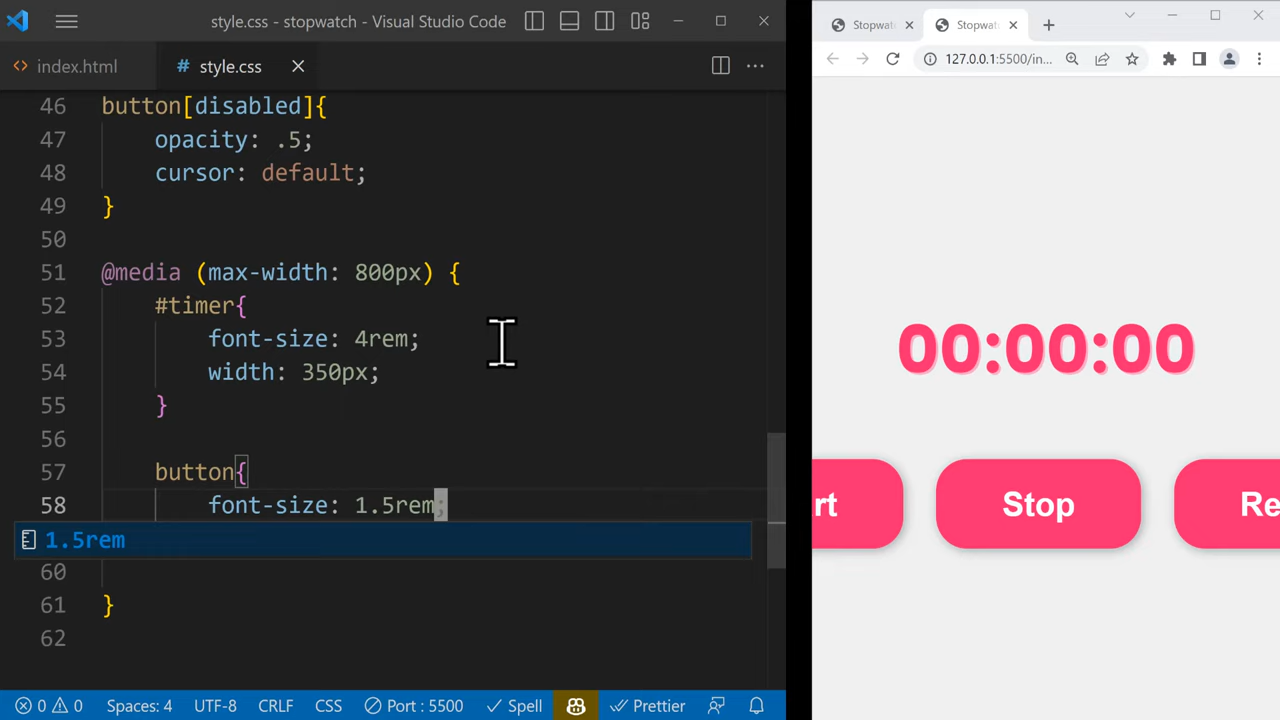 style.css - stopwatch - Visual Studio Code
index.html
# style.css
46 button[disabled]{
47 opacity: .5;
48 cursor: default;
49 }
50
51 @media (max-width: 800px) {
52 #timer{
53 font-size: 4rem;
54 width: 350px;
55 }
56
57 button{
58 font-size: 1.5rem;
1.5rem
60
61 }
62
0 0 Spaces: 4 UTF-8 CRLF CSS Port : 5500 Spell Prettier
Stopwat
Stopwatc
127.0.0.1:5500/in...
00:00:00
rt
Stop
Re